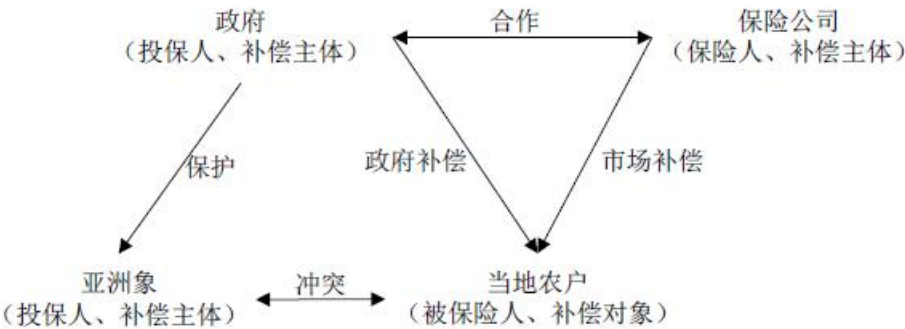 政府 合作 保险公司
（投保人、补偿主体） （保险人、补偿主体）
保护 政府补偿 市场补偿
亚洲象 冲突 当地农户
（投保人、补偿主体） （被保险人、补偿对象）